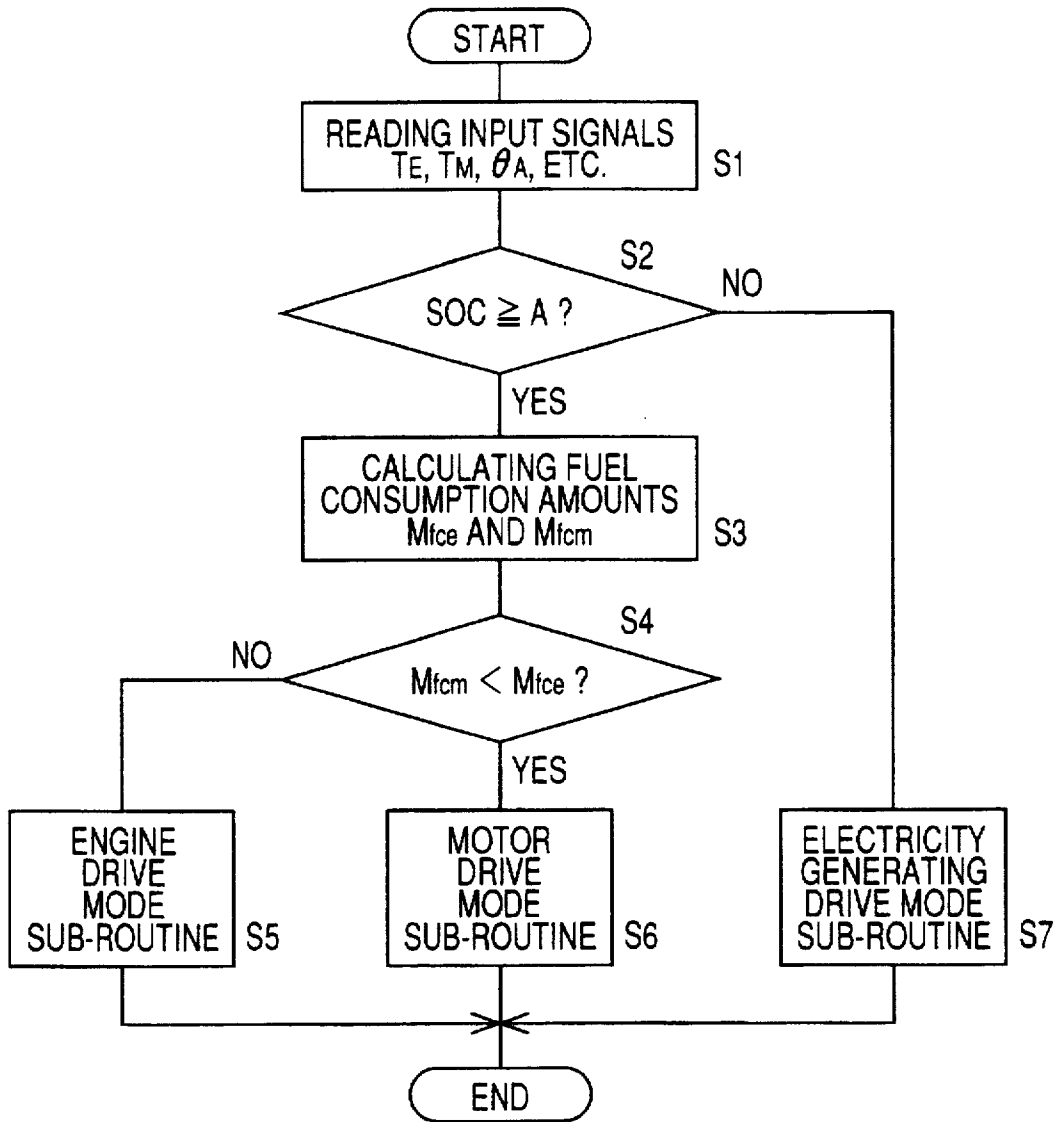 START
READING INPUT SIGNALS
TE, TM, θA, ETC.
S1
S2
SOC ≧ A ?
NO
YES
CALCULATING FUEL
CONSUMPTION AMOUNTS
Mfce AND Mfcm
S3
S4
NO
Mfcm < Mfce ?
YES
ENGINE
DRIVE
MODE
SUB-ROUTINE
S5
MOTOR
DRIVE
MODE
SUB-ROUTINE
S6
ELECTRICITY
GENERATING
DRIVE MODE
SUB-ROUTINE
S7
END